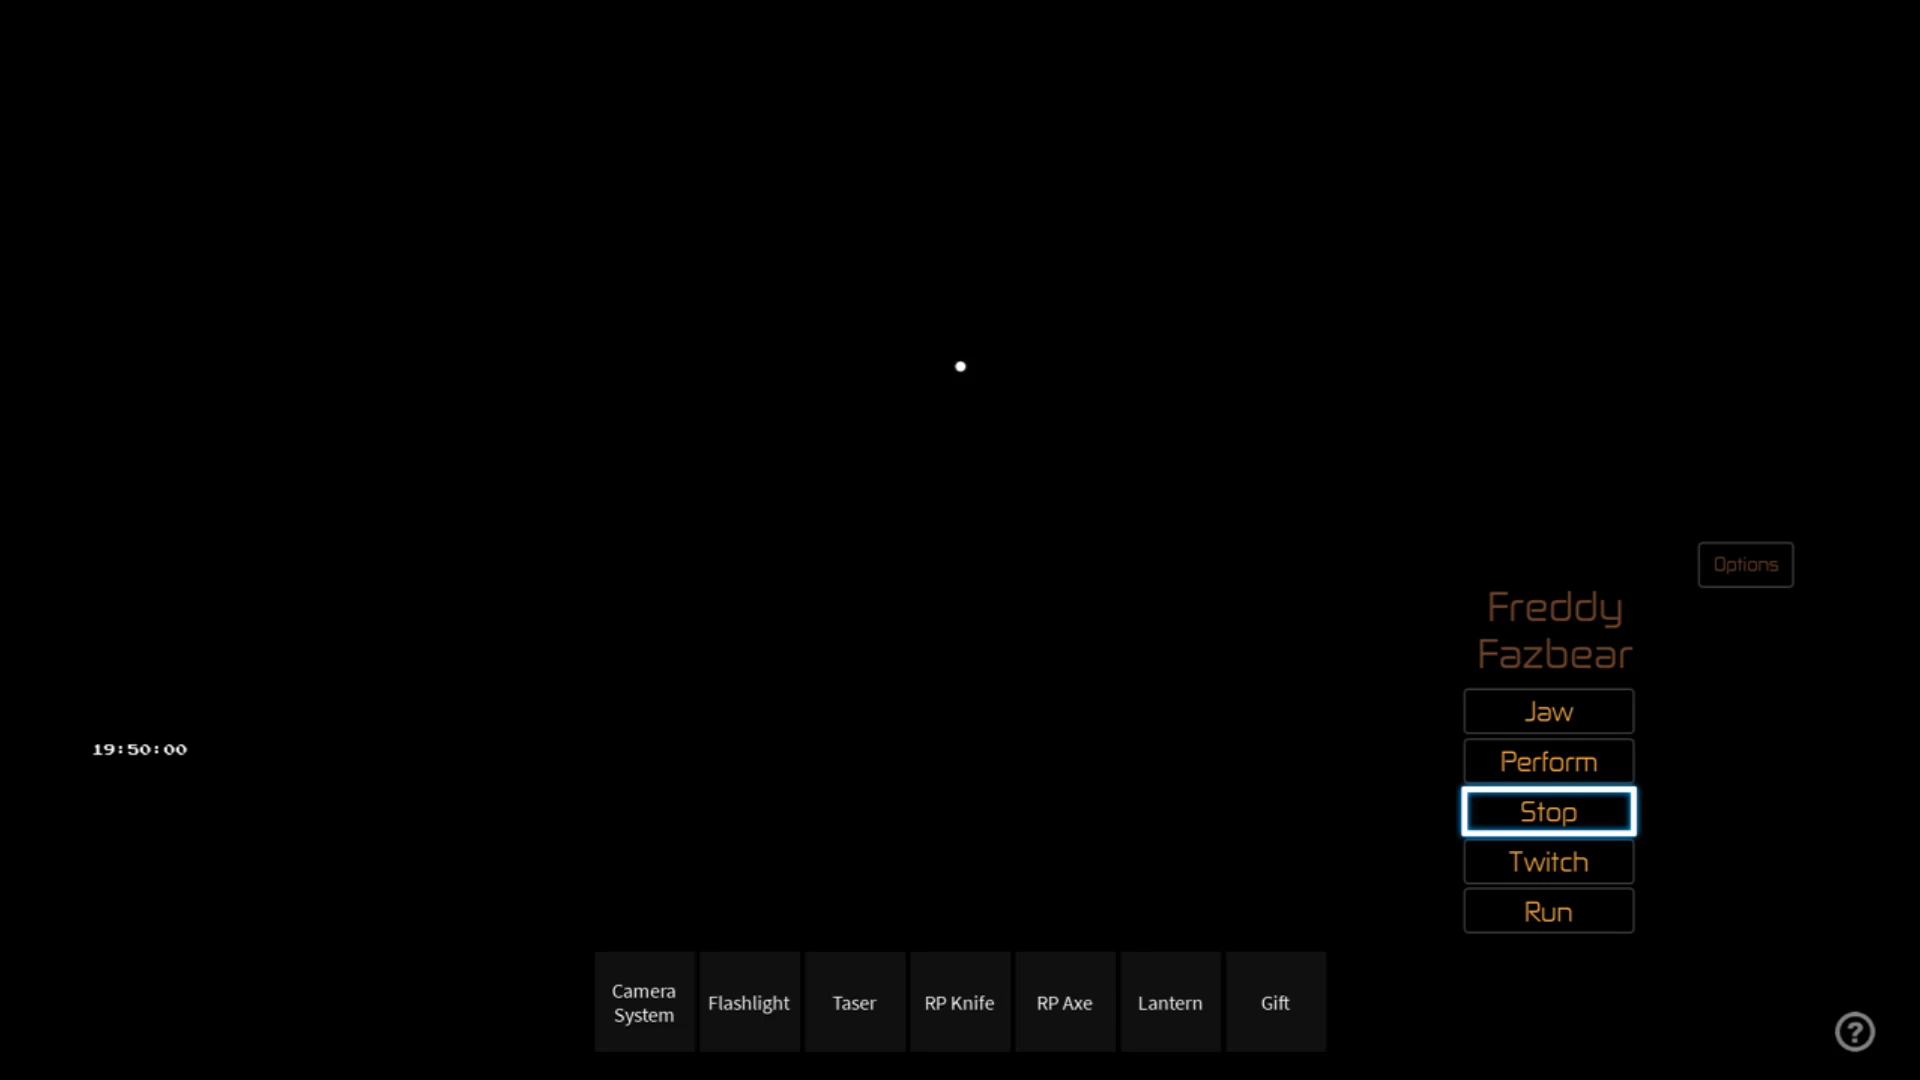 Options
Freddy
Fazbear
Jaw
Perform
19:50:00
Stop
Twitch
Run
Camera
System
Flashlight
Taser
RP Knife
RP Axe
Lantern
Gift
?